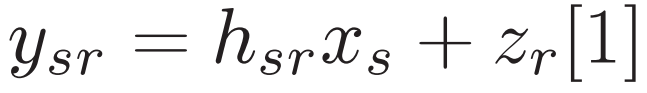 $y_{sr} = h_{sr}x_s + z_r[1]$